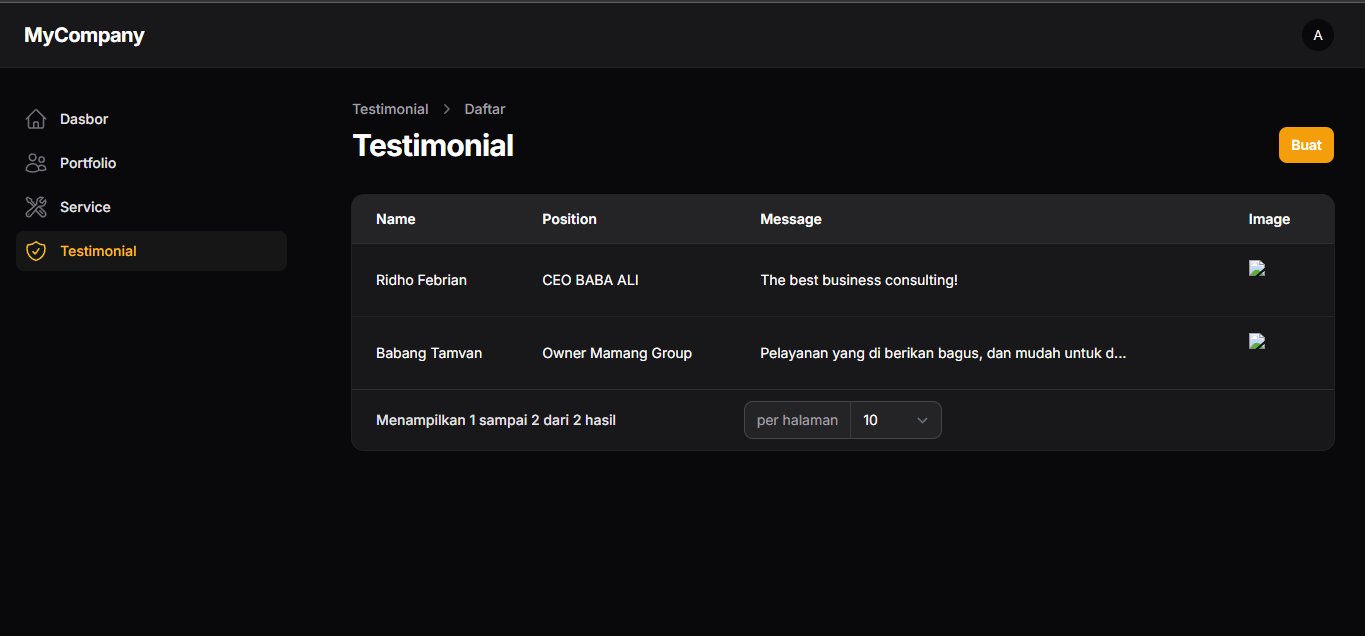 MyCompany
A
Dasbor
Portfolio
Service
Testimonial
Testimonial > Daftar
Testimonial
Buat
Name Position Message Image
Ridho Febrian CEO BABA ALI The best business consulting!
Babang Tamvan Owner Mamang Group Pelayanan yang di berikan bagus, dan mudah untuk d...
Menampilkan 1 sampai 2 dari 2 hasil per halaman 10